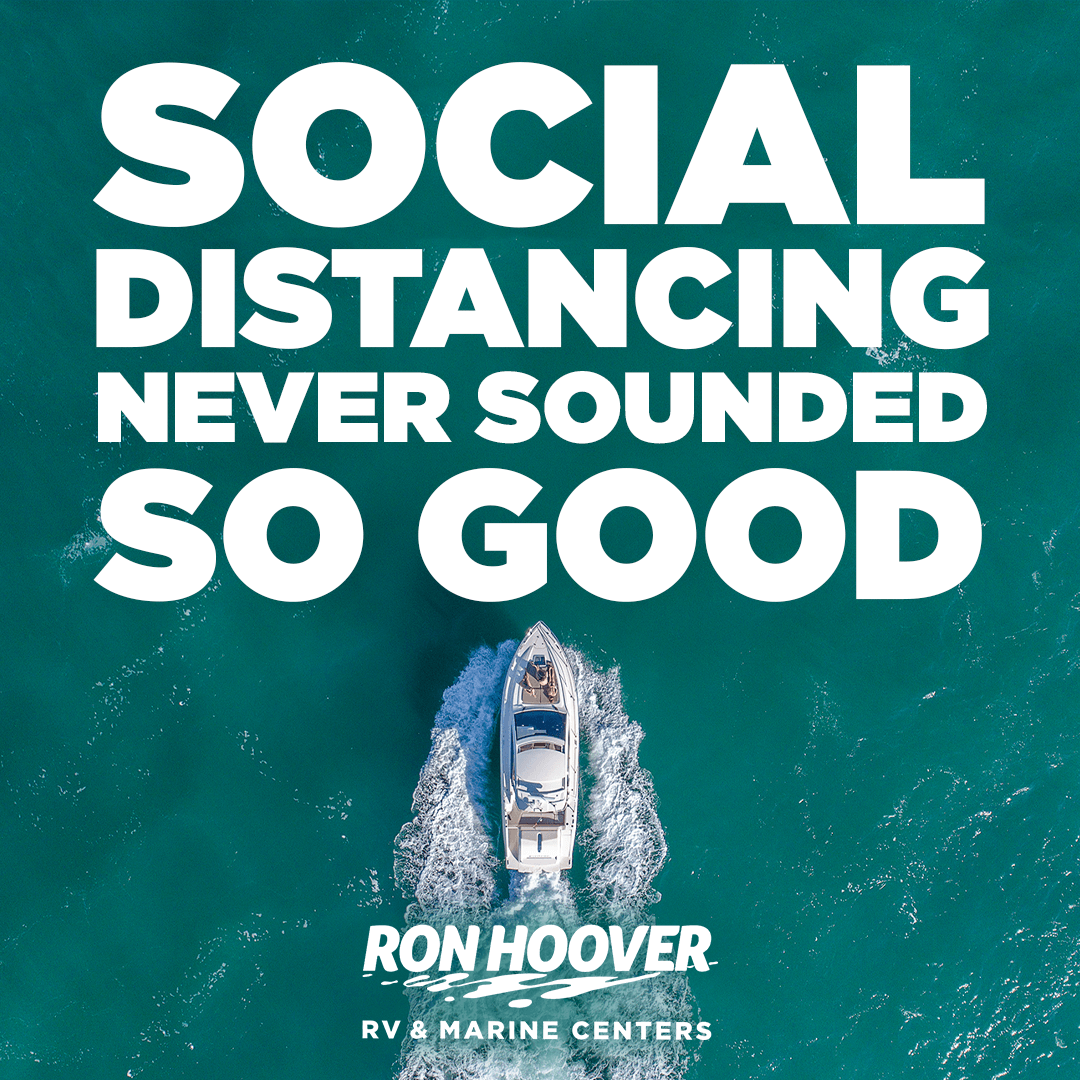 SOCIAL
DISTANCING
NEVER SOUNDED
SO GOOD
RON HOOVER
RV & MARINE CENTERS